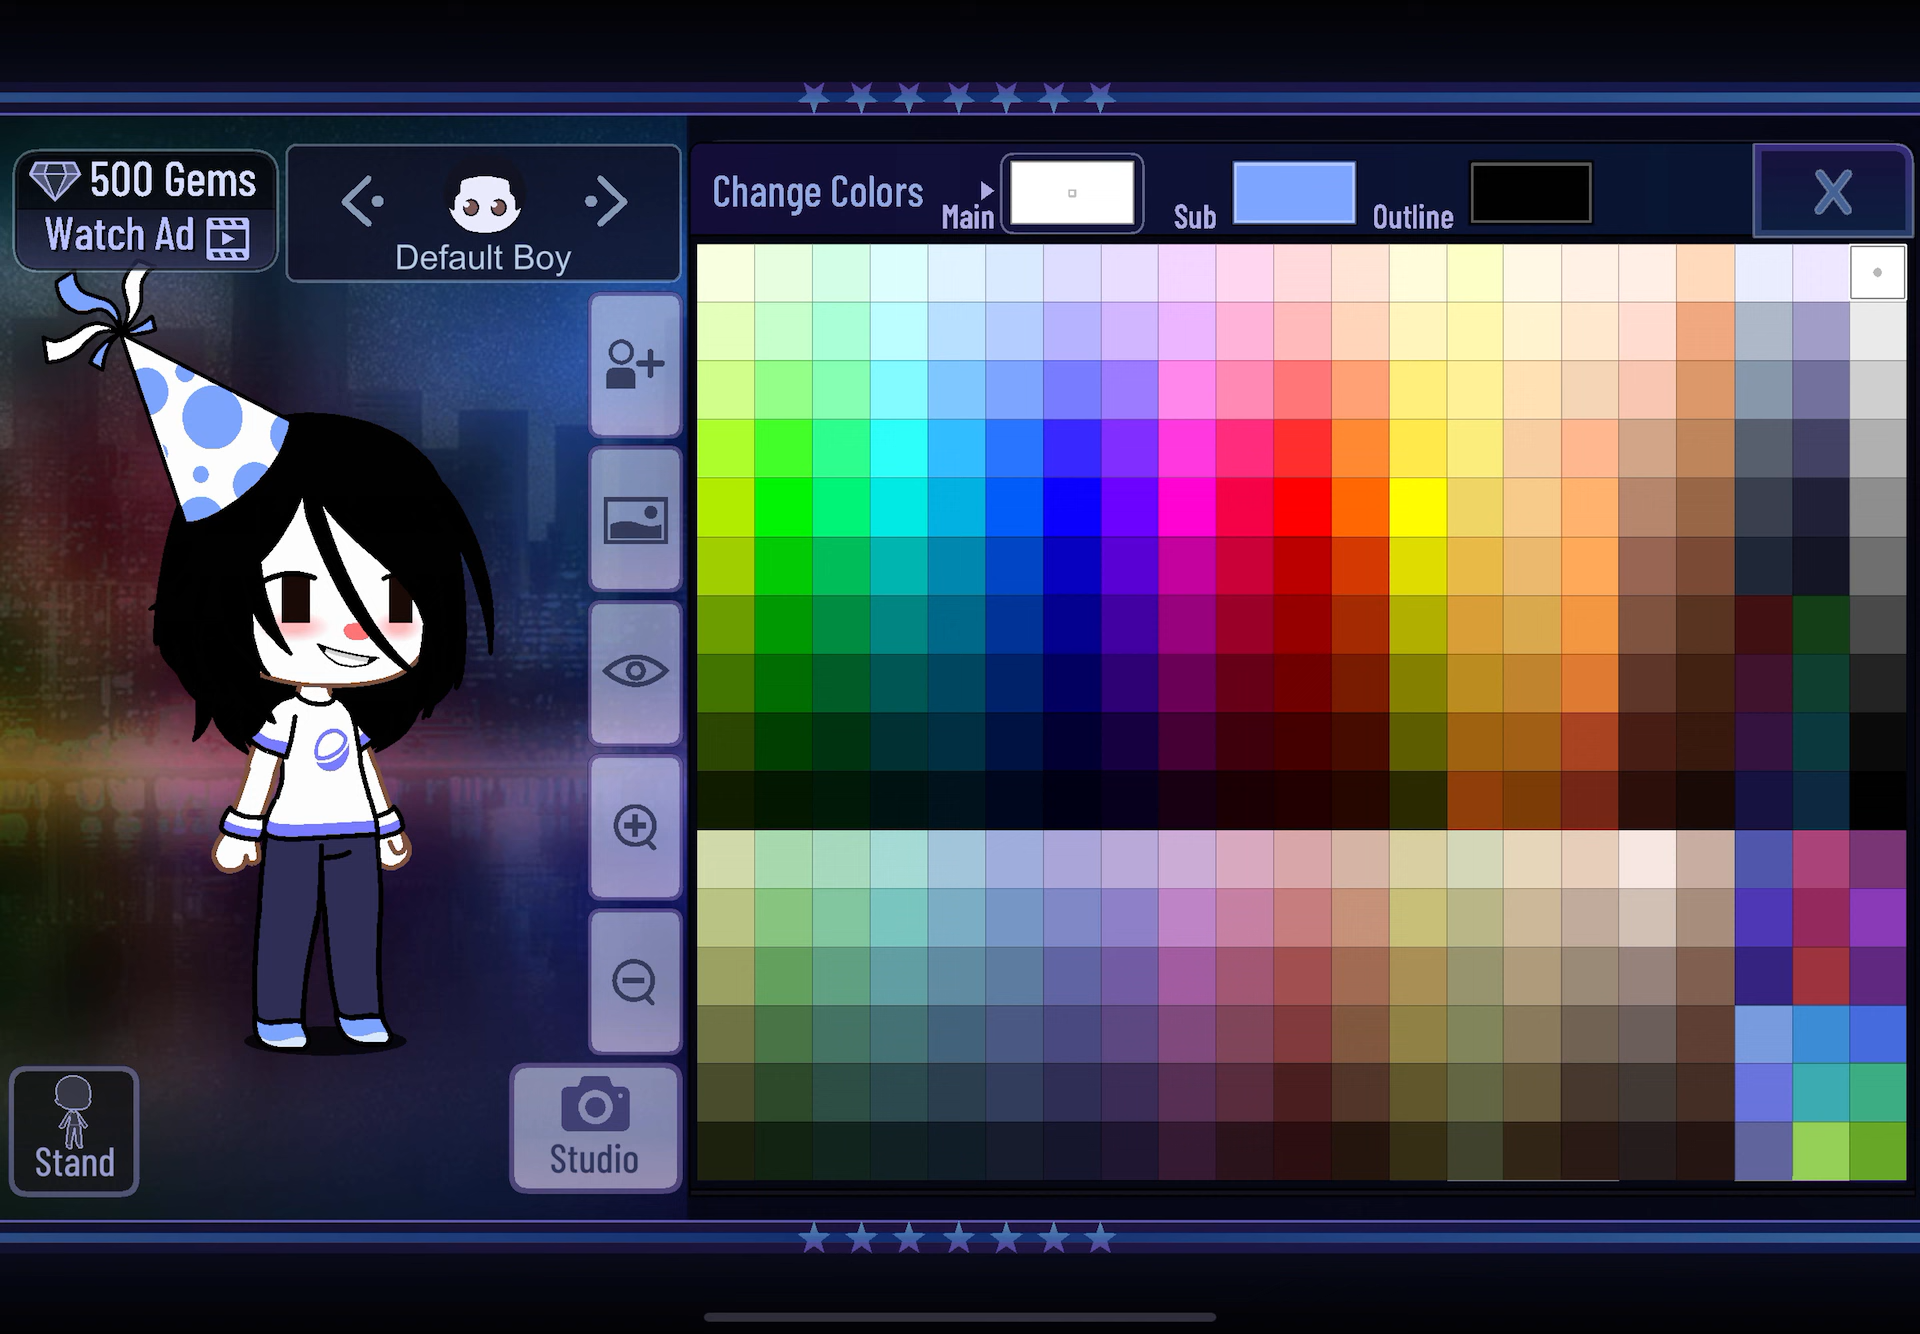 500 Gems
Watch Ad
Default Boy
Change Colors
Main
Sub
Outline
X
Stand
Studio